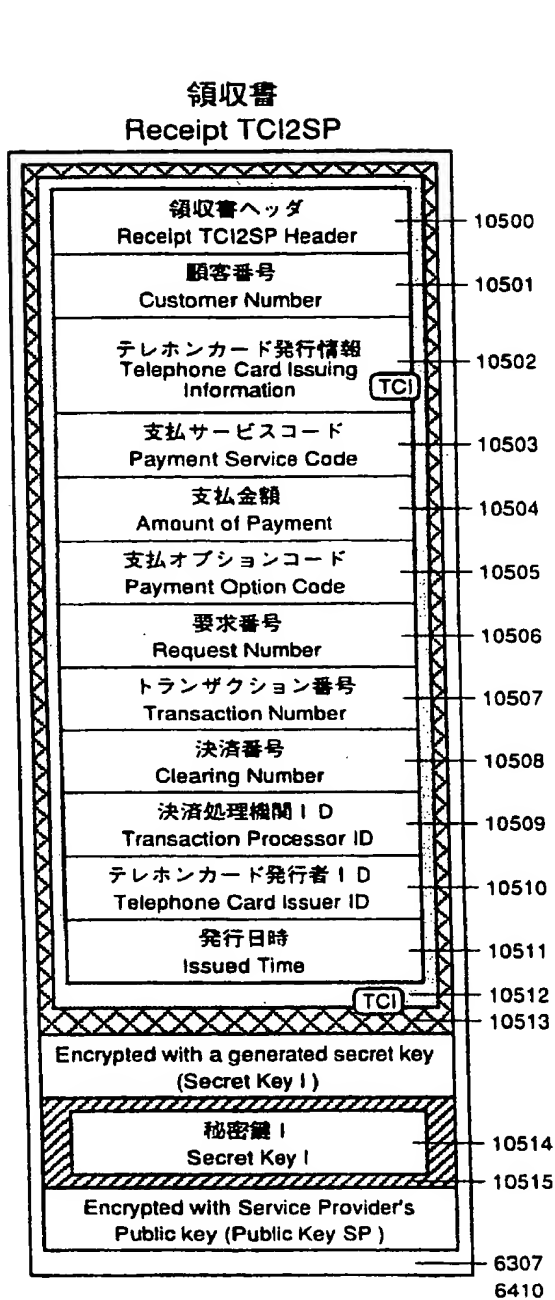 領収書
Receipt TCI2SP
領収書ヘッダ
Receipt TCI2SP Header
10500
顧客番号
Customer Number
10501
テレホンカード発行情報
Telephone Card Issuing
Information
TCI
10502
支払サービスコード
Payment Service Code
10503
支払金額
Amount of Payment
10504
支払オプションコード
Payment Option Code
10505
要求番号
Request Number
10506
トランザクション番号
Transaction Number
10507
決済番号
Clearing Number
10508
決済処理機関ID
Transaction Processor ID
10509
テレホンカード発行者ID
Telephone Card Issuer ID
10510
発行日時
Issued Time
10511
TCI
10512
10513
Encrypted with a generated secret key
(Secret Key I)
秘密鍵 I
Secret Key I
10514
10515
Encrypted with Service Provider's
Public key (Public Key SP )
6307
6410